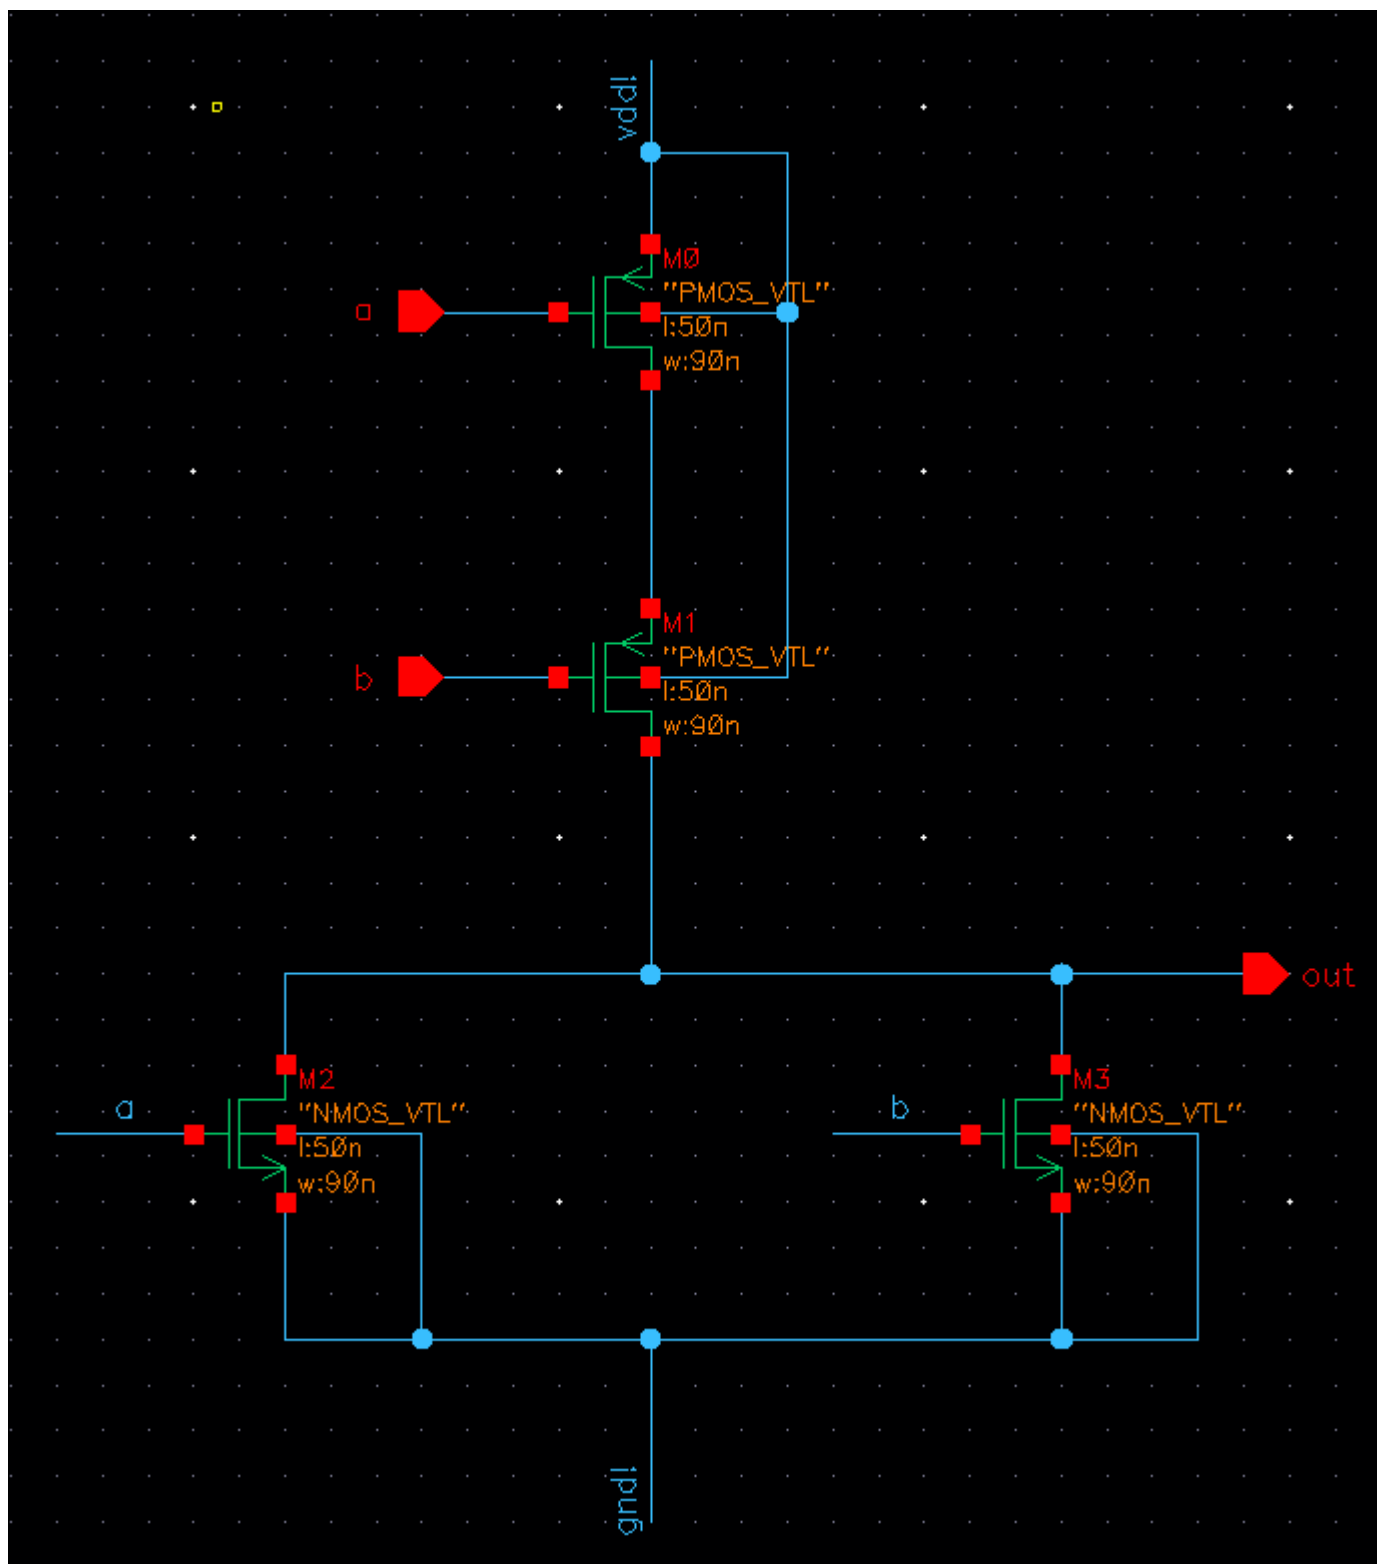 vdd!
M0
"PMOS_VTL"
a
l:50n
w:90n
M1
"PMOS_VTL"
b
l:50n
w:90n
out
M2
M3
a
"NMOS_VTL"
b
"NMOS_VTL"
l:50n
l:50n
w:90n
w:90n
gnd!